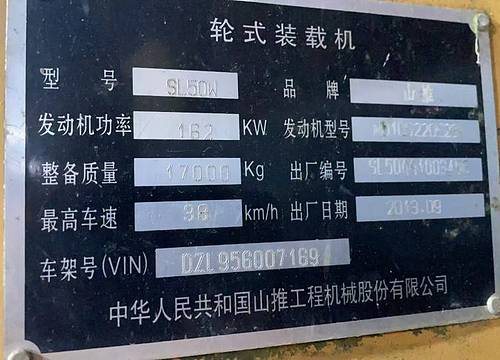 轮式装载机
型 号 SL50W 品 牌 山推
发动机功率 162 KW 发动机型号
整备质量 17000 Kg 出厂编号
最高车速 38 km/h 出厂日期 2013.09
车架号(VIN) DZL956007169
中华人民共和国山推工程机械股份有限公司